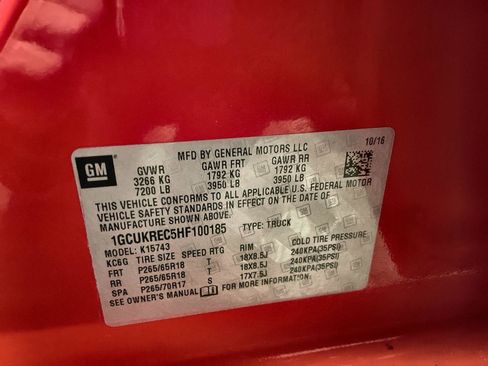 MFD BY GENERAL MOTORS LLC
10/16
GM
GVWR GAWR FRT GAWR RR
3266 KG 1792 KG 1792 KG
7200 LB 3950 LB 3950 LB
THIS VEHICLE CONFORMS TO ALL APPLICABLE U.S. FEDERAL MOTOR
VEHICLE SAFETY STANDARDS IN EFFECT ON THE DATE OF
MANUFACTURE SHOWN ABOVE.
1GCUKREC5HF100185 TYPE: TRUCK
MODEL: K15743
KC6G TIRE SIZE SPEED RTG RIM COLD TIRE PRESSURE
FRT P265/65R18 T 18X8.5J 240KPA(35PSI)
RR P265/65R18 T 18X8.5J 240KPA(35PSI)
SPA P265/70R17 S 17X7.5J 240KPA(35PSI)
SEE OWNER'S MANUAL